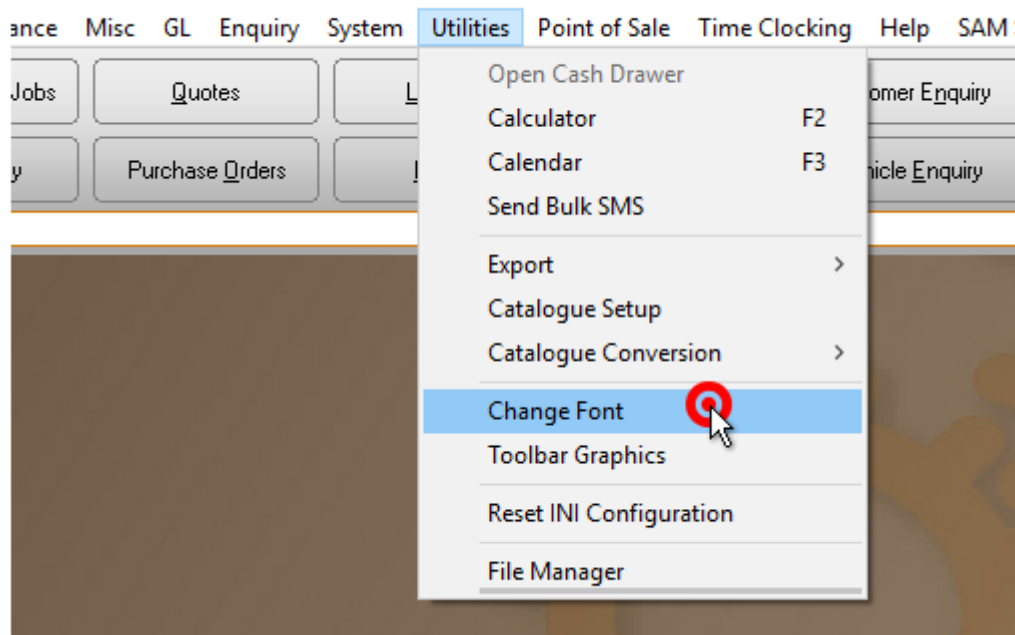 ance Misc GL Enquiry System Utilities Point of Sale Time Clocking Help SAM
Jobs Quotes L omer Enquiry
y Purchase Orders hicle Enquiry
Open Cash Drawer
Calculator F2
Calendar F3
Send Bulk SMS
Export >
Catalogue Setup
Catalogue Conversion >
Change Font
Toolbar Graphics
Reset INI Configuration
File Manager